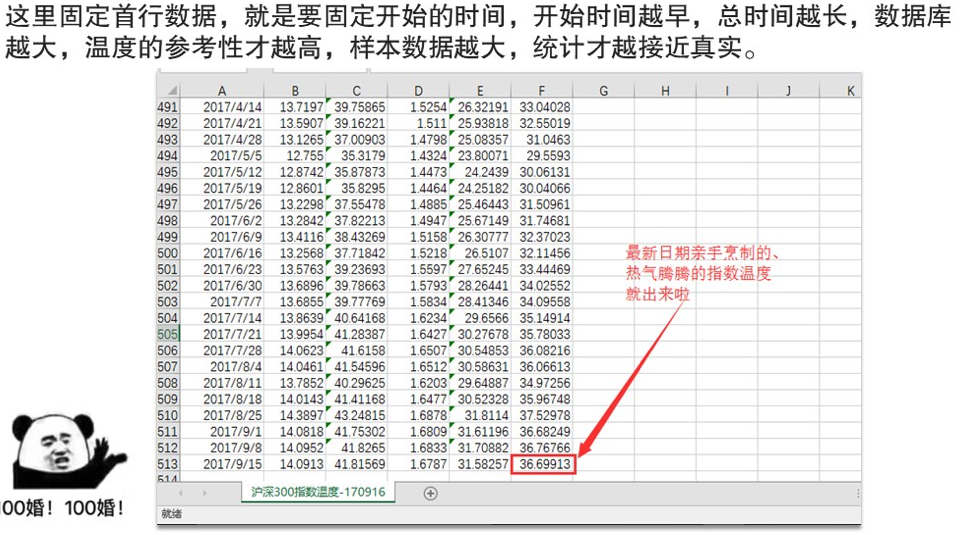 这里固定首行数据，就是要固定开始的时间，开始时间越早，总时间越长，数据库
越大，温度的参考性才越高，样本数据越大，统计才越接近真实。
A B C D E F G H I J K
491 2017/4/14 13.7197 39.75865 1.5254 26.32191 33.04028
492 2017/4/21 13.5907 39.16221 1.511 25.93818 32.55019
493 2017/4/28 13.1265 37.00903 1.4798 25.08357 31.0463
494 2017/5/5 12.755 35.3179 1.4324 23.80071 29.5593
495 2017/5/12 12.8742 35.87873 1.4473 24.2439 30.06131
496 2017/5/19 12.8601 35.8295 1.4464 24.25182 30.04066
497 2017/5/26 13.2298 37.55478 1.4885 25.46443 31.50961
498 2017/6/2 13.2842 37.82213 1.4947 25.67149 31.74681
499 2017/6/9 13.4116 38.43269 1.5158 26.30777 32.37023
500 2017/6/16 13.2568 37.71842 1.5218 26.5107 32.11456
501 2017/6/23 13.5763 39.23693 1.5597 27.65245 33.44469
502 2017/6/30 13.6896 39.78663 1.5793 28.26441 34.02552
503 2017/7/7 13.6855 39.77769 1.5834 28.41346 34.09558
504 2017/7/14 13.8639 40.64168 1.6234 29.6566 35.14914
505 2017/7/21 13.9954 41.28387 1.6427 30.27678 35.78033
506 2017/7/28 14.0623 41.6158 1.6507 30.54853 36.08216
507 2017/8/4 14.0461 41.54596 1.6512 30.58631 36.06613
508 2017/8/11 13.7852 40.29625 1.6203 29.64887 34.97256
509 2017/8/18 14.0143 41.41168 1.6477 30.52328 35.96748
510 2017/8/25 14.3897 43.24815 1.6878 31.8114 37.52978
511 2017/9/1 14.0818 41.75302 1.6809 31.61196 36.68249
512 2017/9/8 14.0952 41.8265 1.6833 31.70882 36.76766
513 2017/9/15 14.0913 41.81569 1.6787 31.58257 36.69913
514
最新日期亲手烹制的、
热气腾腾的指数温度
就出来啦
沪深300指数温度-170916
就绪
100婚！100婚！